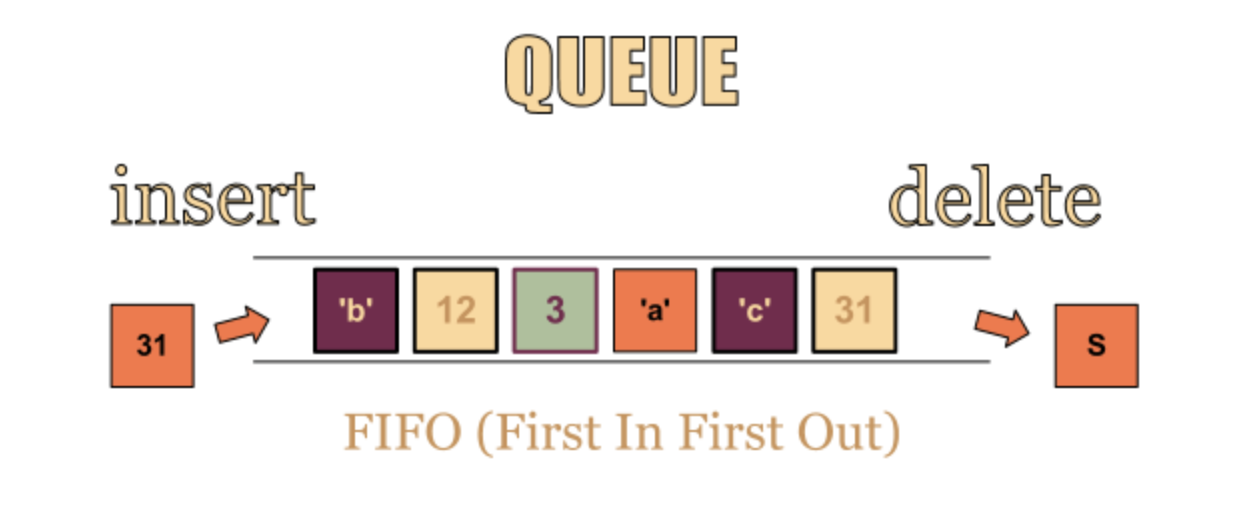 QUEUE
insert delete
'b' 12 3 'a' 'c' 31
31 S
FIFO (First In First Out)